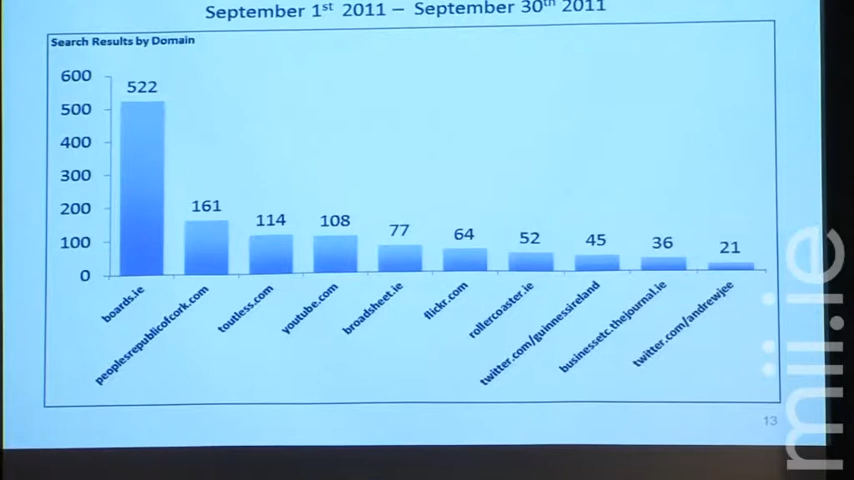 September 1st 2011 – September 30th 2011
Search Results by Domain
600
500
400
300
200
100
0
522
161
114
108
77
64
52
45
36
21
boards.ie
peoplesrepublicofcork.com
toutless.com
youtube.com
broadsheet.ie
flickr.com
rollercoaster.ie
twitter.com/guinnessireland
businessetc.thejournal.ie
twitter.com/andrewjee
13
mii.ie